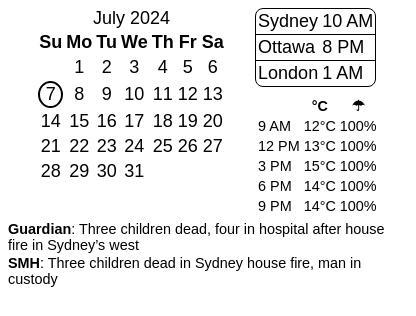 July 2024
Su Mo Tu We Th Fr Sa
1 2 3 4 5 6
7 8 9 10 11 12 13
14 15 16 17 18 19 20
21 22 23 24 25 26 27
28 29 30 31
Sydney 10 AM
Ottawa 8 PM
London 1 AM
°C ☂
9 AM 12°C 100%
12 PM 13°C 100%
3 PM 15°C 100%
6 PM 14°C 100%
9 PM 14°C 100%
Guardian: Three children dead, four in hospital after house
fire in Sydney’s west
SMH: Three children dead in Sydney house fire, man in
custody